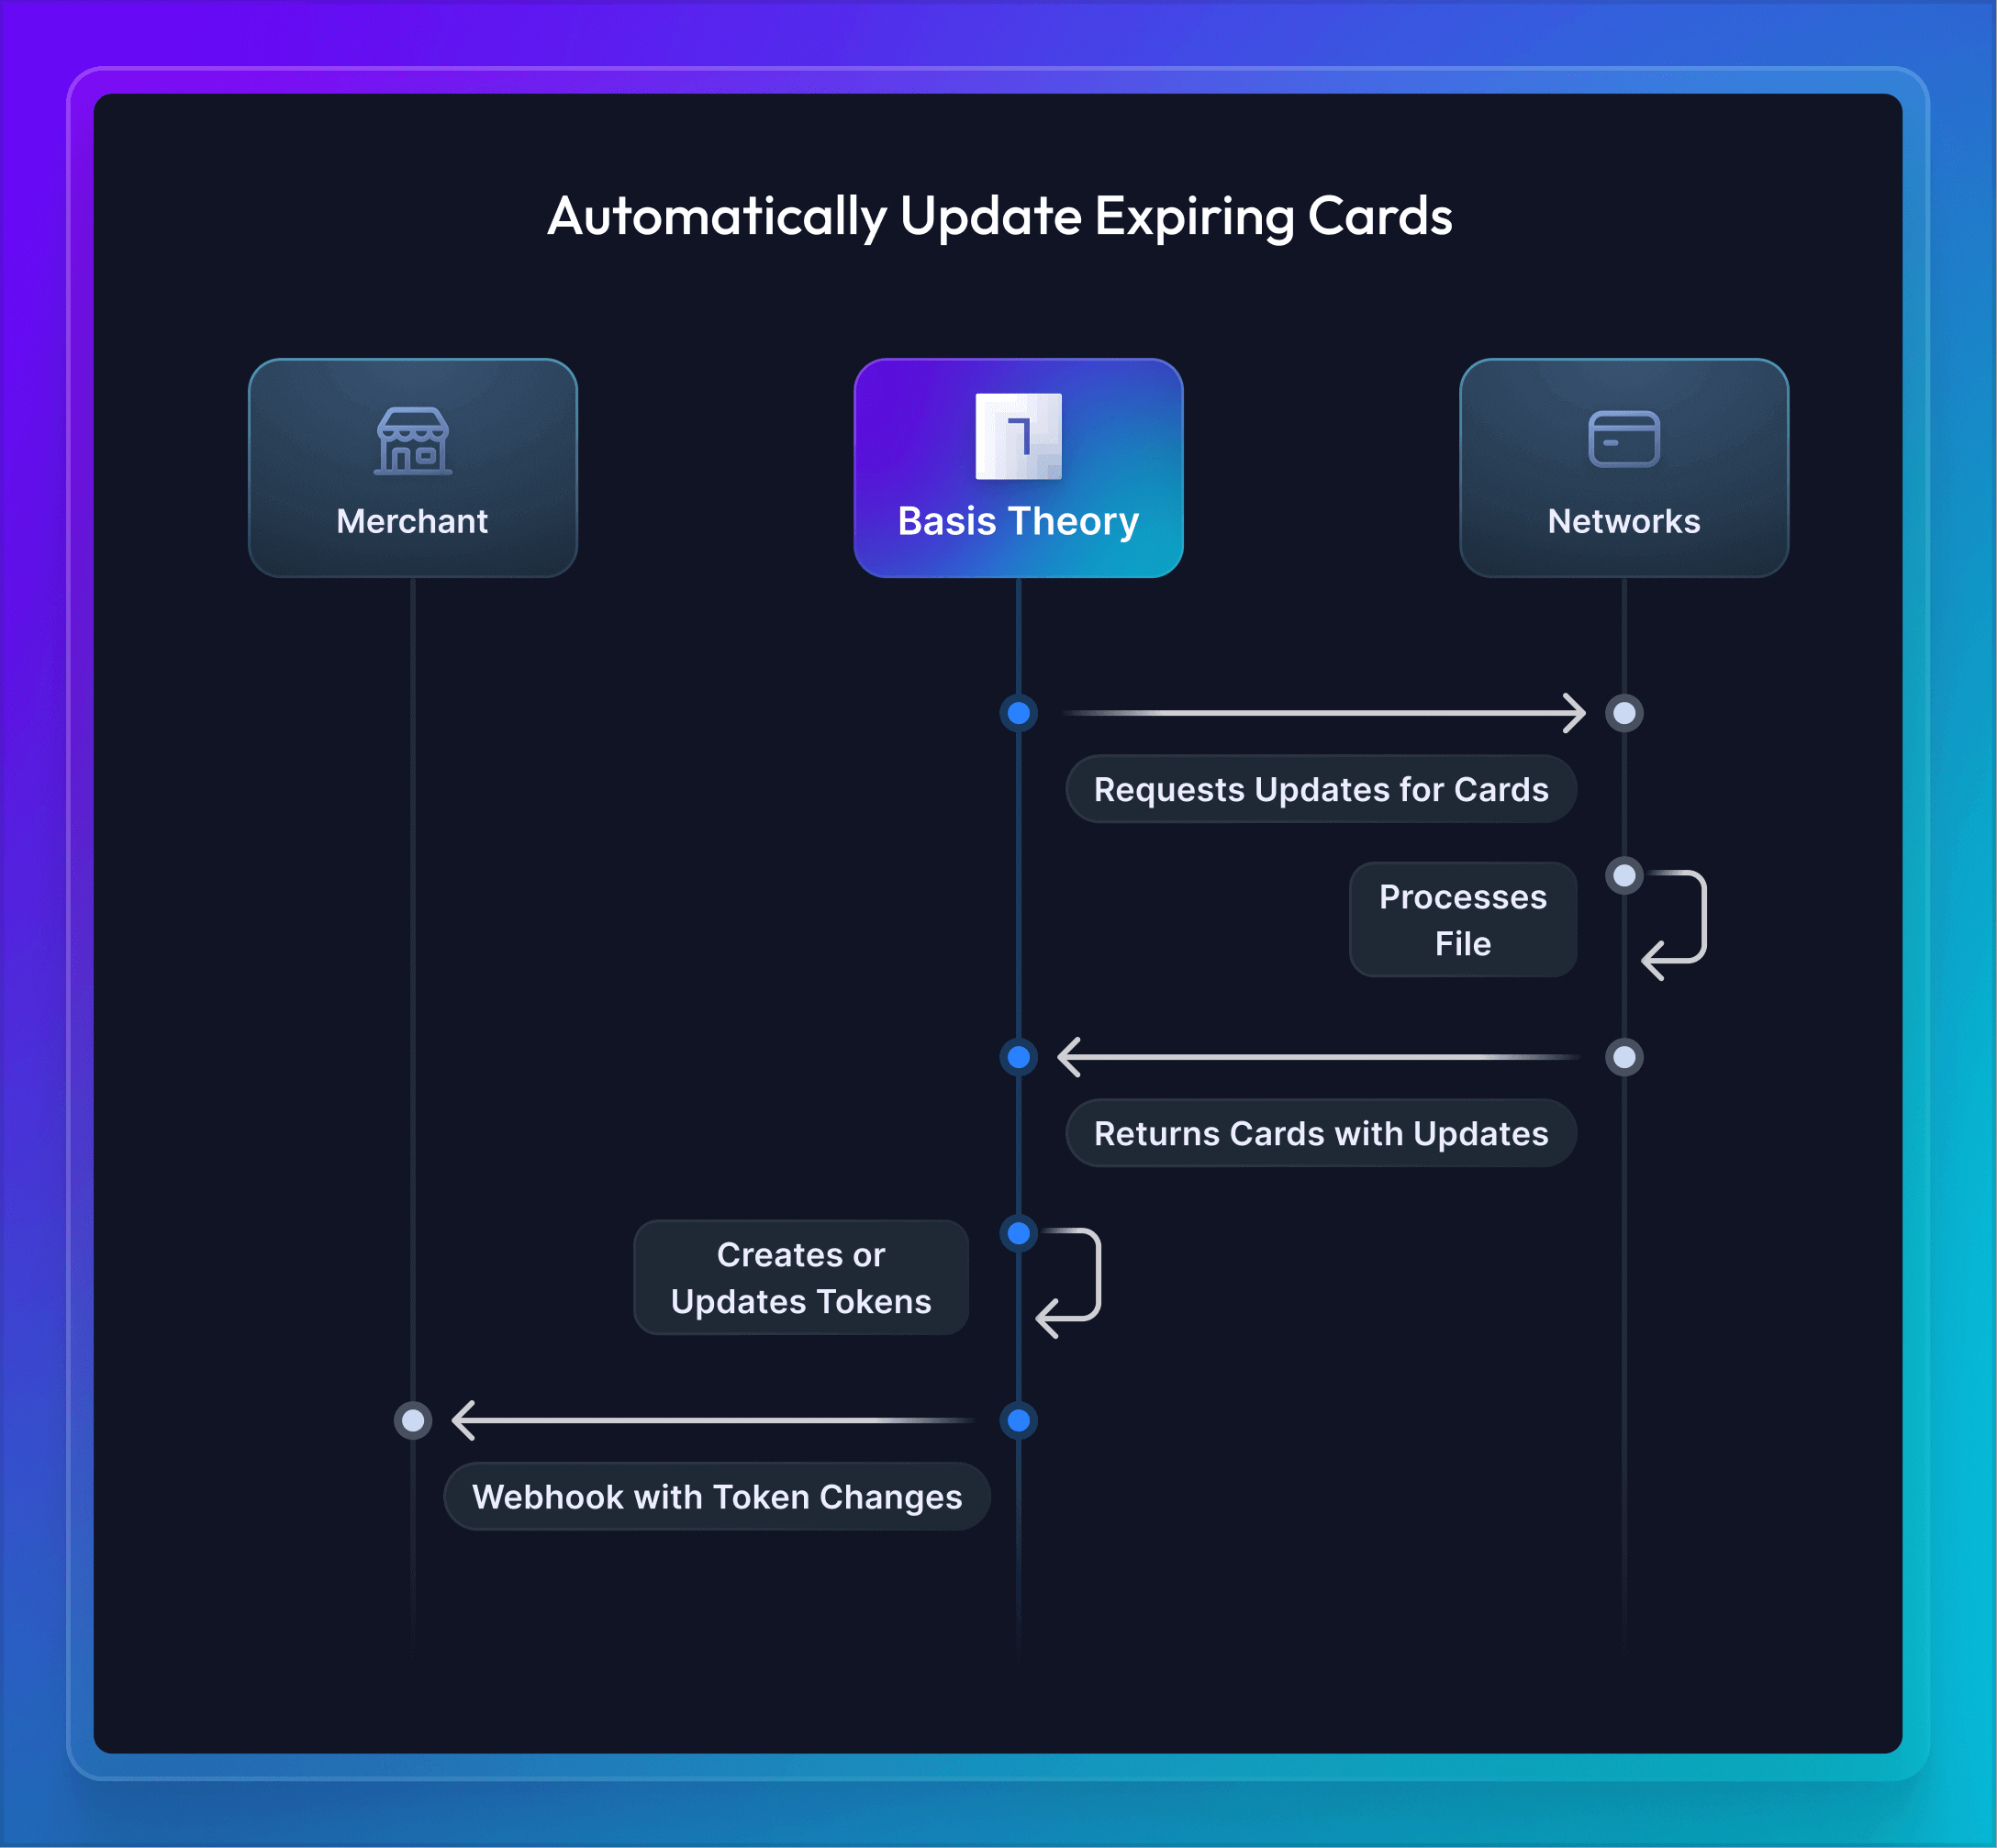 Automatically Update Expiring Cards
Merchant
Basis Theory
Networks
Requests Updates for Cards
Processes
File
Returns Cards with Updates
Creates or
Updates Tokens
Webhook with Token Changes